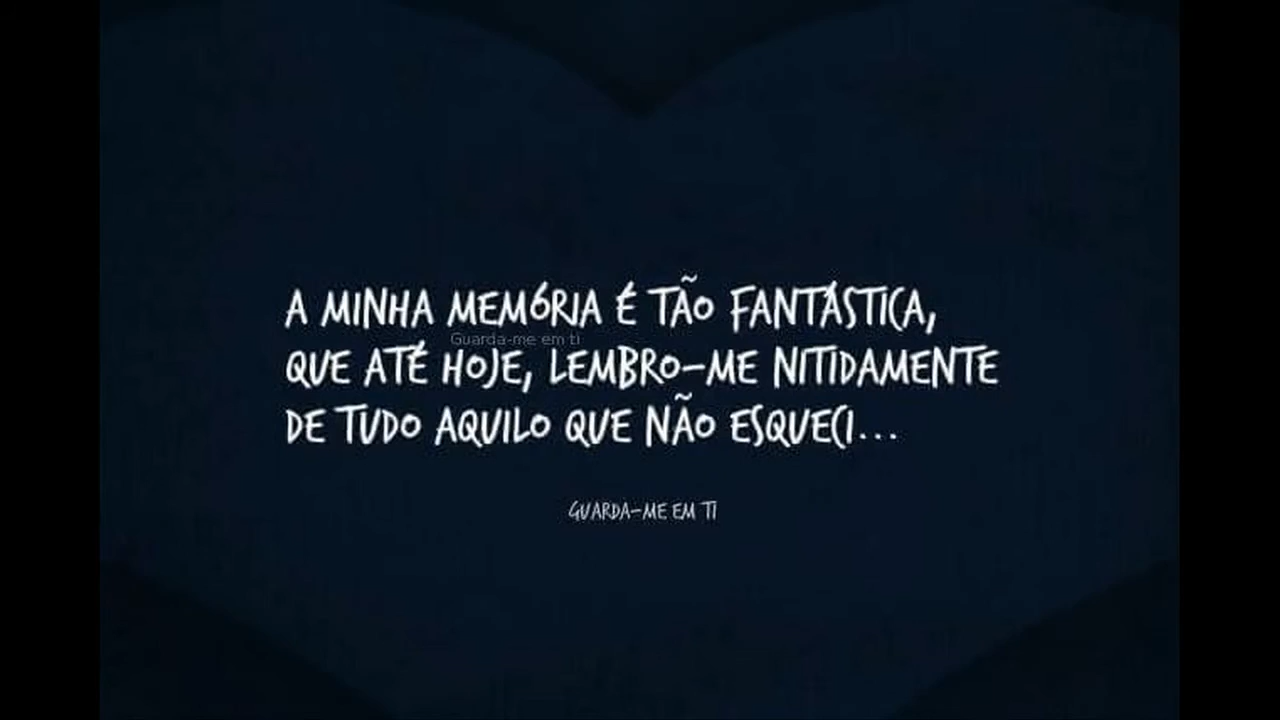 A MINHA MEMÓRIA É TÃO FANTÁSTICA,
Guarda-me em ti
QUE ATÉ HOJE, LEMBRO-ME NITIDAMENTE
DE TUDO AQUILO QUE NÃO ESQUECI...
GUARDA-ME EM TI